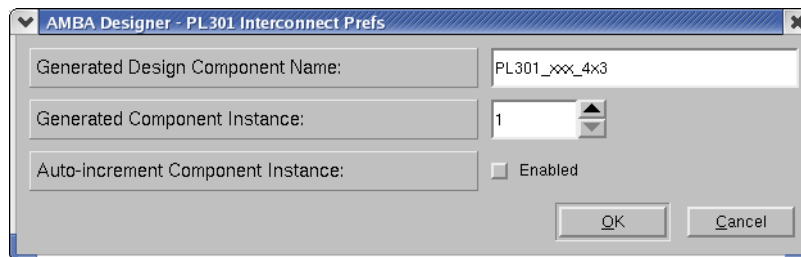 AMBA Designer - PL301 Interconnect Prefs
Generated Design Component Name: PL301_xxx_4x3
Generated Component Instance: 1
Auto-increment Component Instance: Enabled
OK Cancel